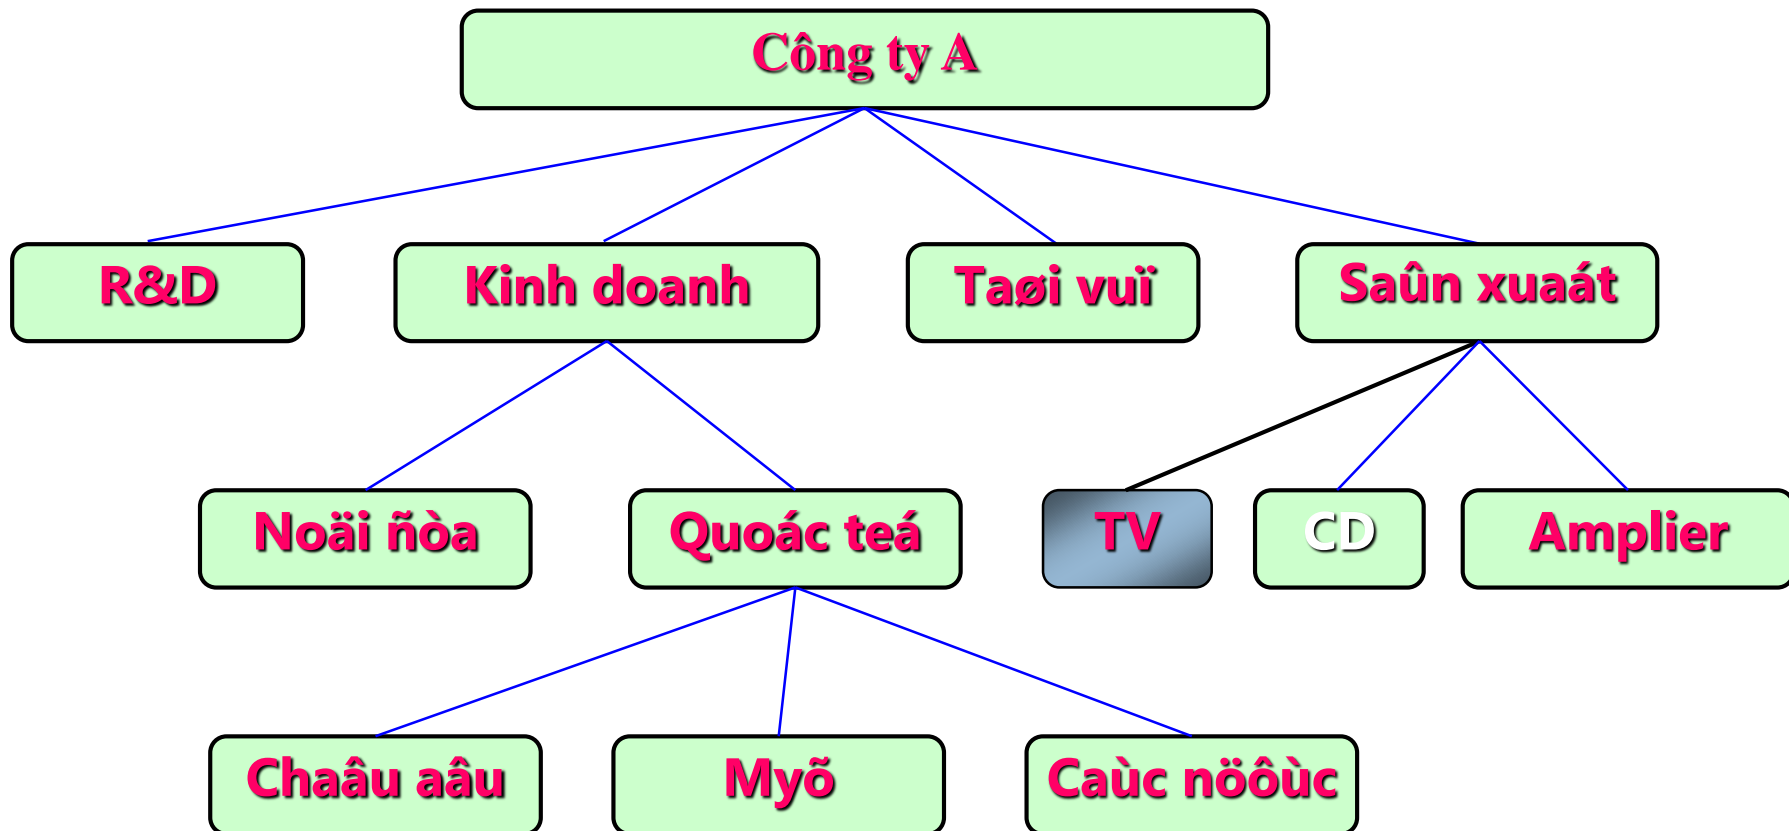 Công ty A
R&D
Kinh doanh
Taøi vuï
Saûn xuaát
Noäi ñòa
Quoác teá
TV
CD
Amplier
Chaâu aâu
Myõ
Caùc nöôùc